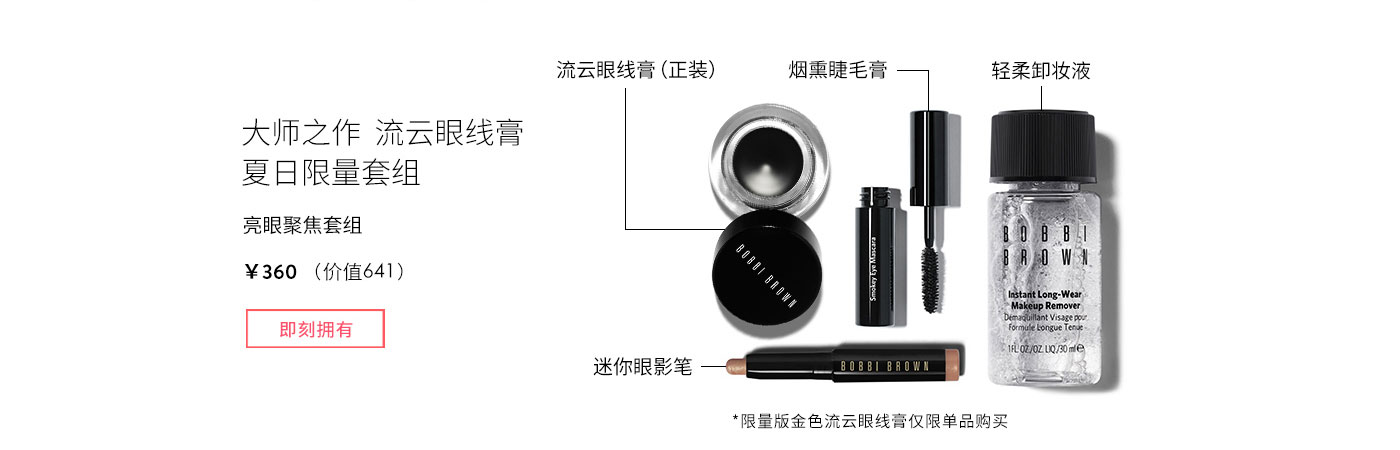 大师之作 流云眼线膏
夏日限量套组
亮眼聚焦套组
￥360 （价值641）
即刻拥有
流云眼线膏（正装）
烟熏睫毛膏
轻柔卸妆液
BOBBI BROWN
Smokey Eye Mascara
BOBBI
BROWN
Instant Long-Wear
Makeup Remover
Démaquillant Visage pour
Formule Longue Tenue
1 FL. OZ./OZ. LIQ./30 ml e
迷你眼影笔
BOBBI BROWN
*限量版金色流云眼线膏仅限单品购买